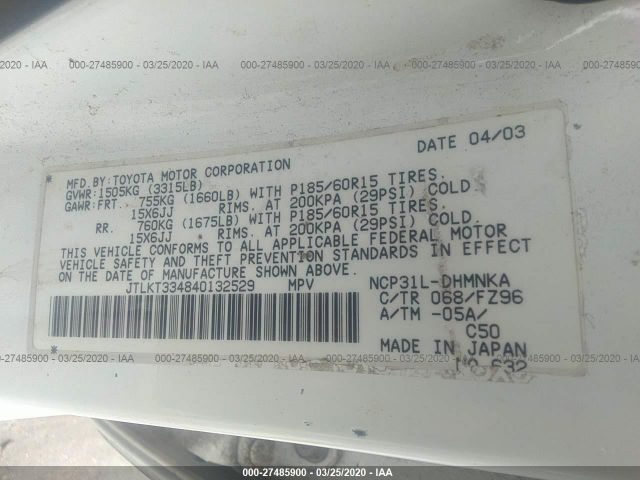 000-27485900 - 03/25/2020 - IAA
000-27485900 - 03/25/2020 - IAA
000-27485900 - 03/25/2020 - IAA
DATE 04/03
MFD.BY:TOYOTA MOTOR CORPORATION
GVWR:1505KG (3315LB)
GAWR:FRT. 755KG (1660LB) WITH P185/60R15 TIRES.
15X6JJ RIMS. AT 200KPA (29PSI) COLD
RR. 760KG (1675LB) WITH P185/60R15 TIRES.
15X6JJ RIMS. AT 200KPA (29PSI) COLD.
THIS VEHICLE CONFORMS TO ALL APPLICABLE FEDERAL MOTOR
VEHICLE SAFETY AND THEFT PREVENTION STANDARDS IN EFFECT
ON THE DATE OF MANUFACTURE SHOWN ABOVE.
JTLKT334840132529 MPV
NCP31L-DHMNKA
C/TR 068/FZ96
A/TM -05A/
C50
MADE IN JAPAN
000-27485900 - 03/25/2020 - IAA
000-27485900 - 03/25/2020 - IAA
000-27485900 - 03/25/2020 - IAA
000-27485900 - 03/25/2020 - IAA